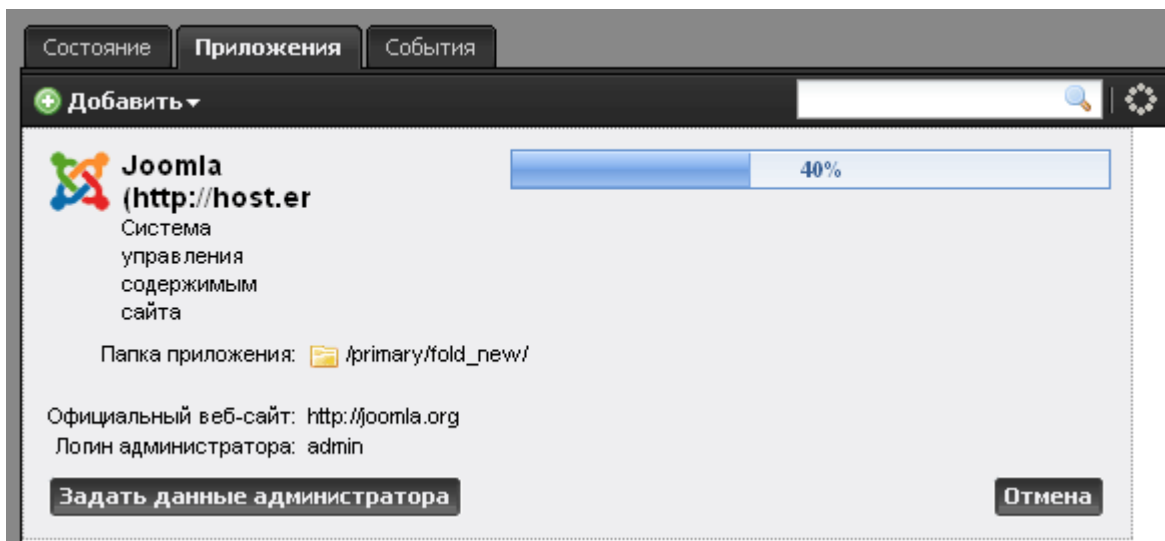 Состояние Приложения События
Добавить
Joomla 40%
(http://host.er
Система
управления
содержимым
сайта
Папка приложения: /primary/fold_new/
Официальный веб-сайт: http://joomla.org
Логин администратора: admin
Задать данные администратора Отмена